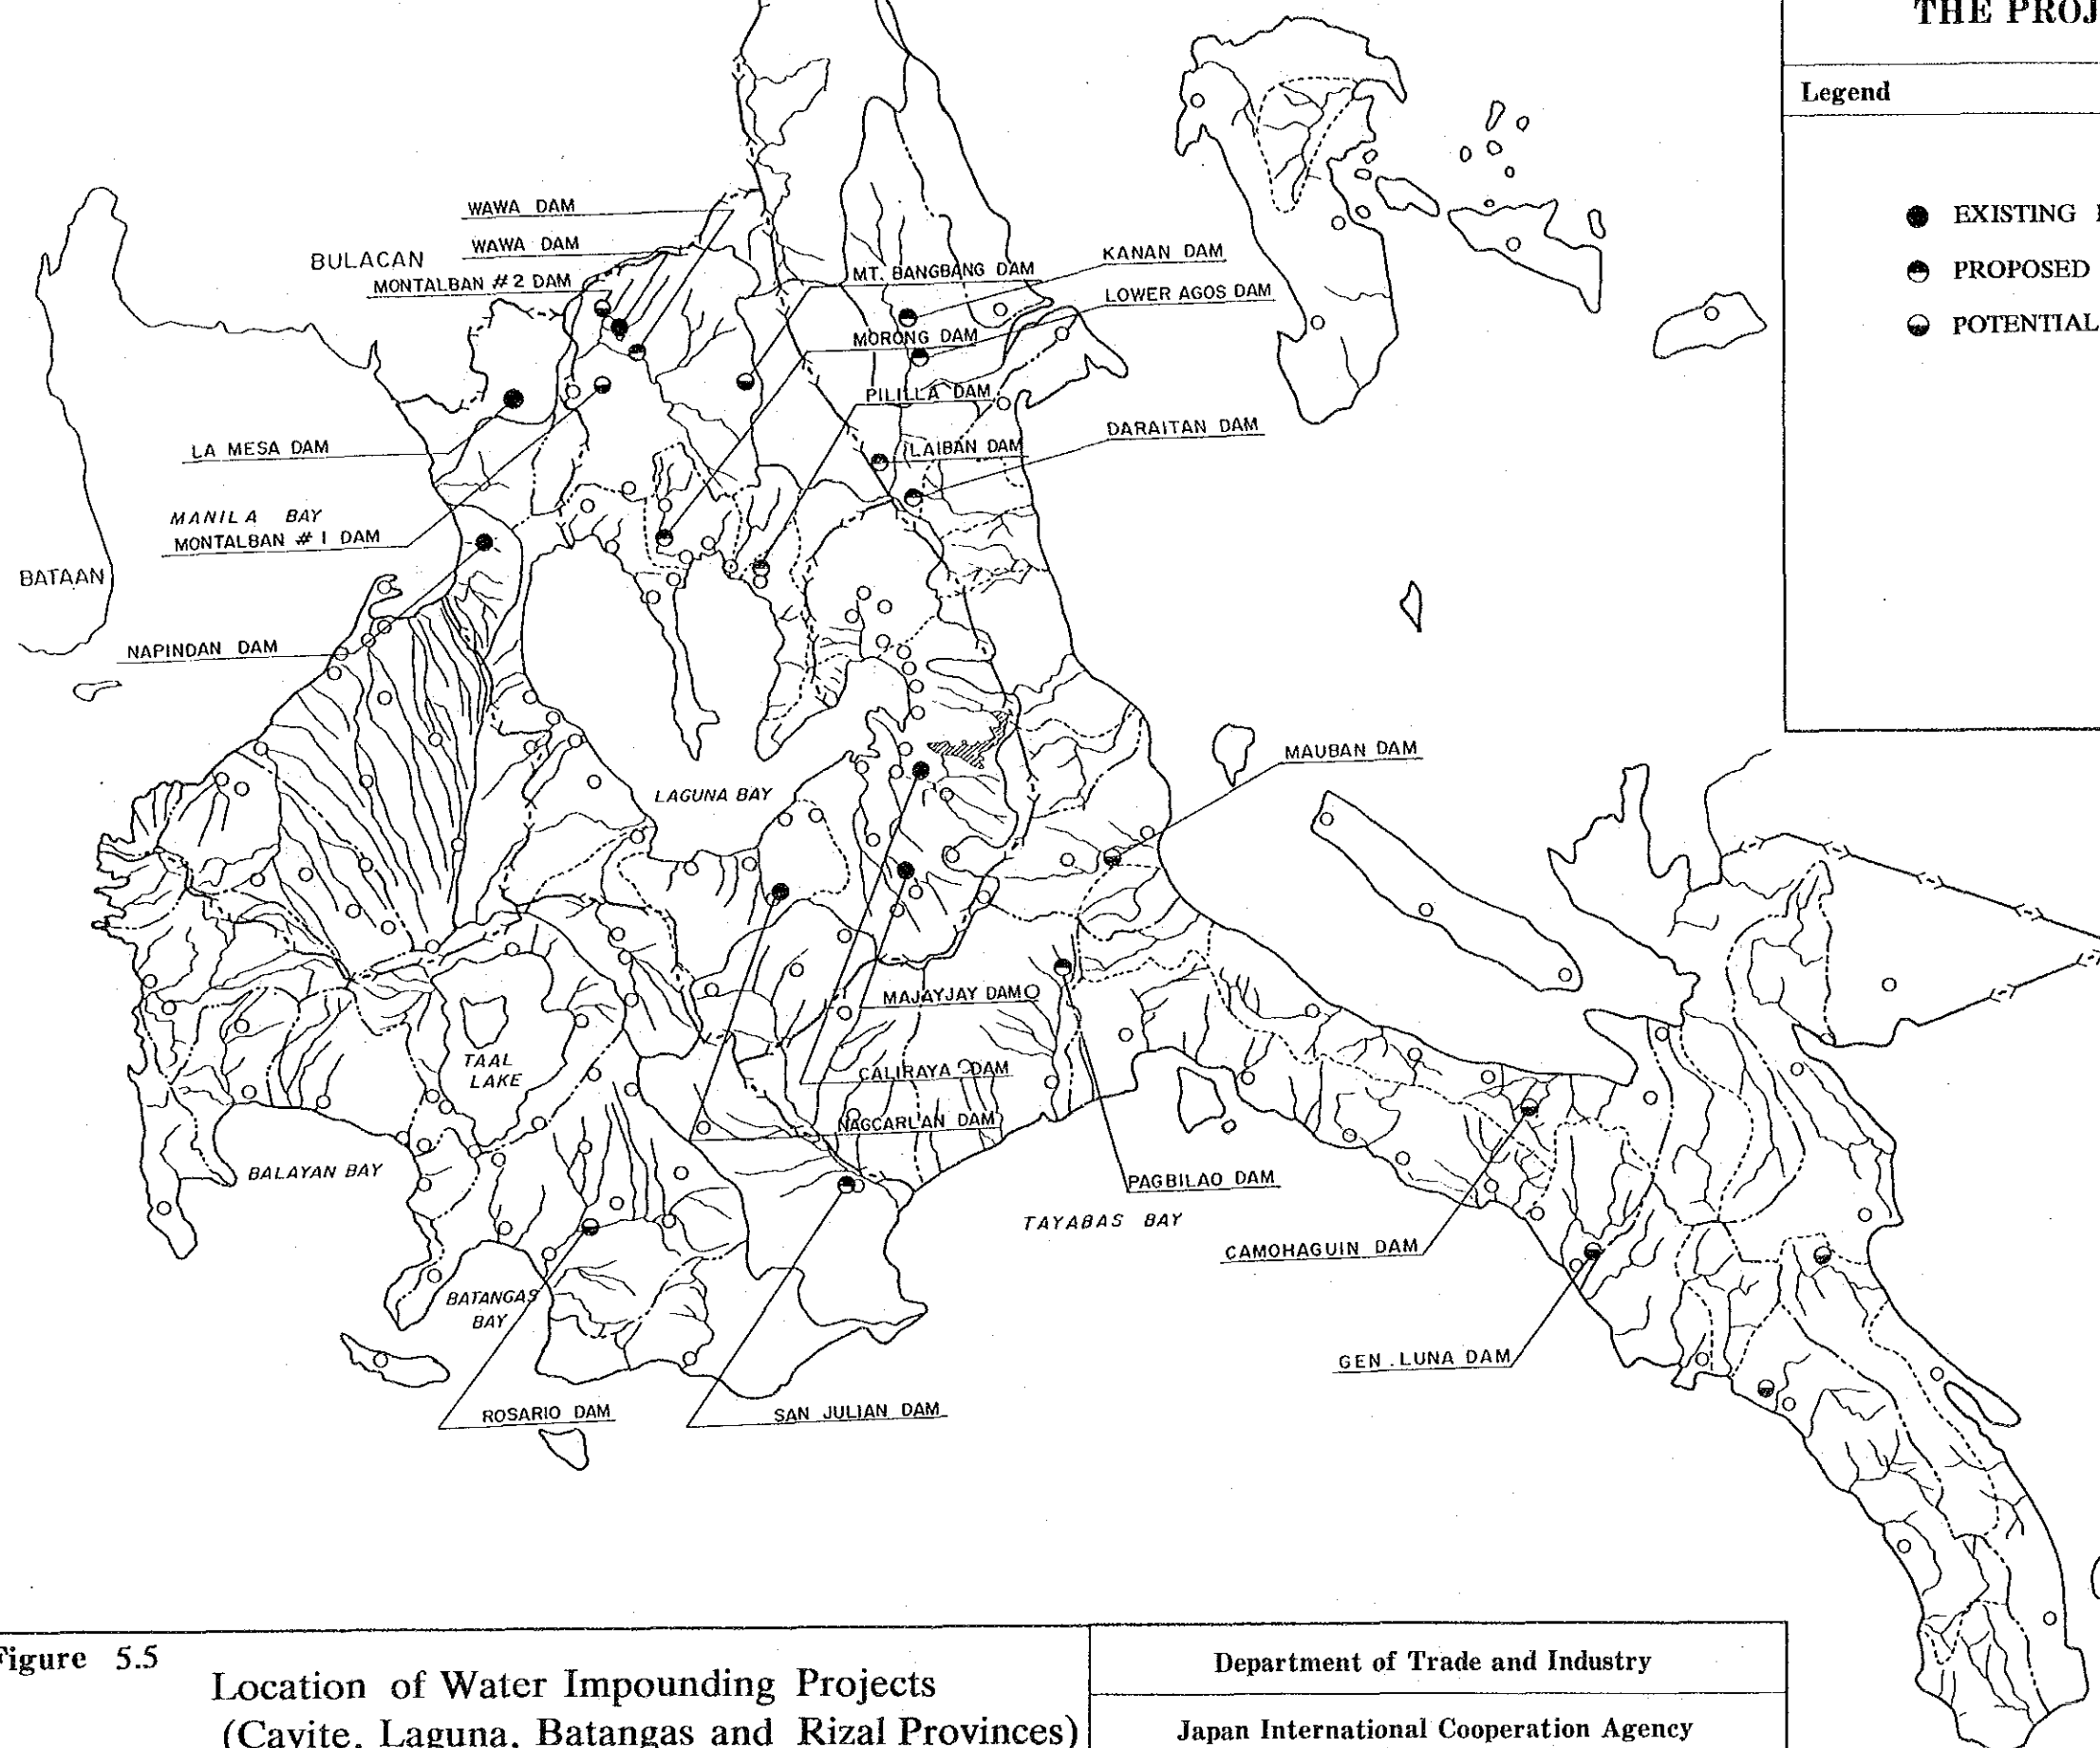 THE PROJ
Legend
EXISTING
PROPOSED
POTENTIAL
WAWA DAM
BULACAN
WAWA DAM
MONTALBAN #2 DAM
MT. BANGBANG DAM
KANAN DAM
LOWER AGOS DAM
MORONG DAM
PILILLA DAM
LA MESA DAM
LAIBAN DAM
DARAITAN DAM
MANILA BAY
MONTALBAN #1 DAM
BATAAN
NAPINDAN DAM
MAUBAN DAM
LAGUNA BAY
MAJAYJAY DAM
TAAL
LAKE
CALIRAYA DAM
NAGCARLAN DAM
BALAYAN BAY
PAGBILAO DAM
TAYABAS BAY
CAMOHAGUIN DAM
BATANGAS
BAY
GEN. LUNA DAM
ROSARIO DAM
SAN JULIAN DAM
Figure 5.5
Location of Water Impounding Projects
(Cavite, Laguna, Batangas and Rizal Provinces)
Department of Trade and Industry
Japan International Cooperation Agency